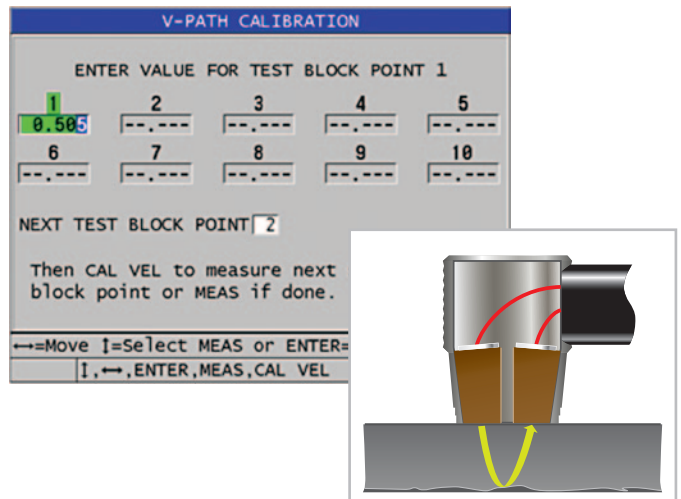 V-PATH CALIBRATION
ENTER VALUE FOR TEST BLOCK POINT 1
1 2 3 4 5
0.505 --.--- --.--- --.--- --.---
6 7 8 9 10
--.--- --.--- --.--- --.--- --.---
NEXT TEST BLOCK POINT 2
Then CAL VEL to measure next
block point or MEAS if done.
↔=Move ↕=Select MEAS or ENTER=
↕,↔,ENTER,MEAS,CAL VEL